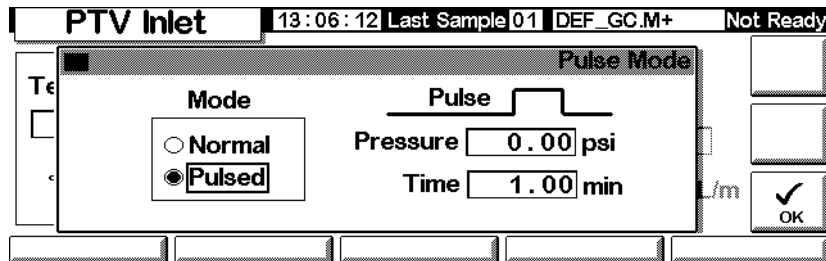 PTV Inlet 13:06:12 Last Sample 01 DEF_GC.M+ Not Ready
Pulse Mode
Te
Mode Pulse
Normal Pressure 0.00 psi
Pulsed Time 1.00 min
L/m
OK